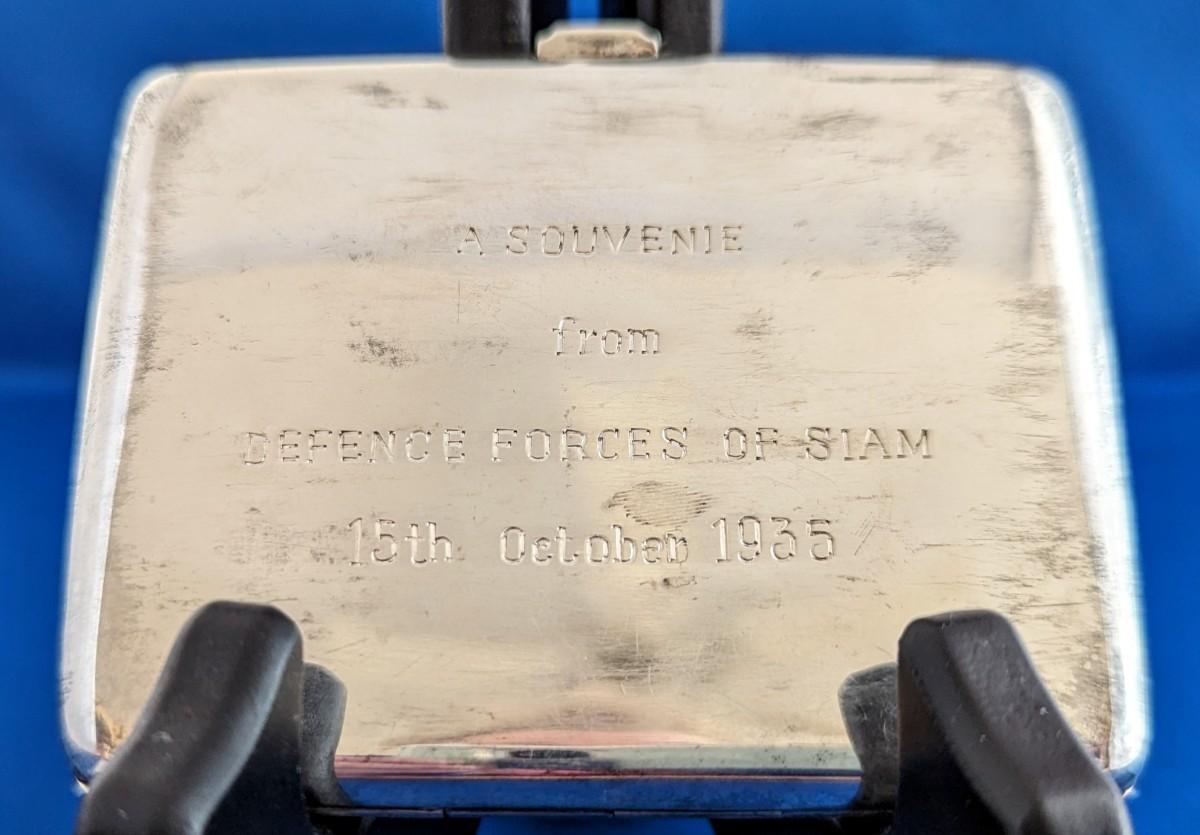 A SOUVENIE
from
DEFENCE FORCES OF SIAM
15th October 1935